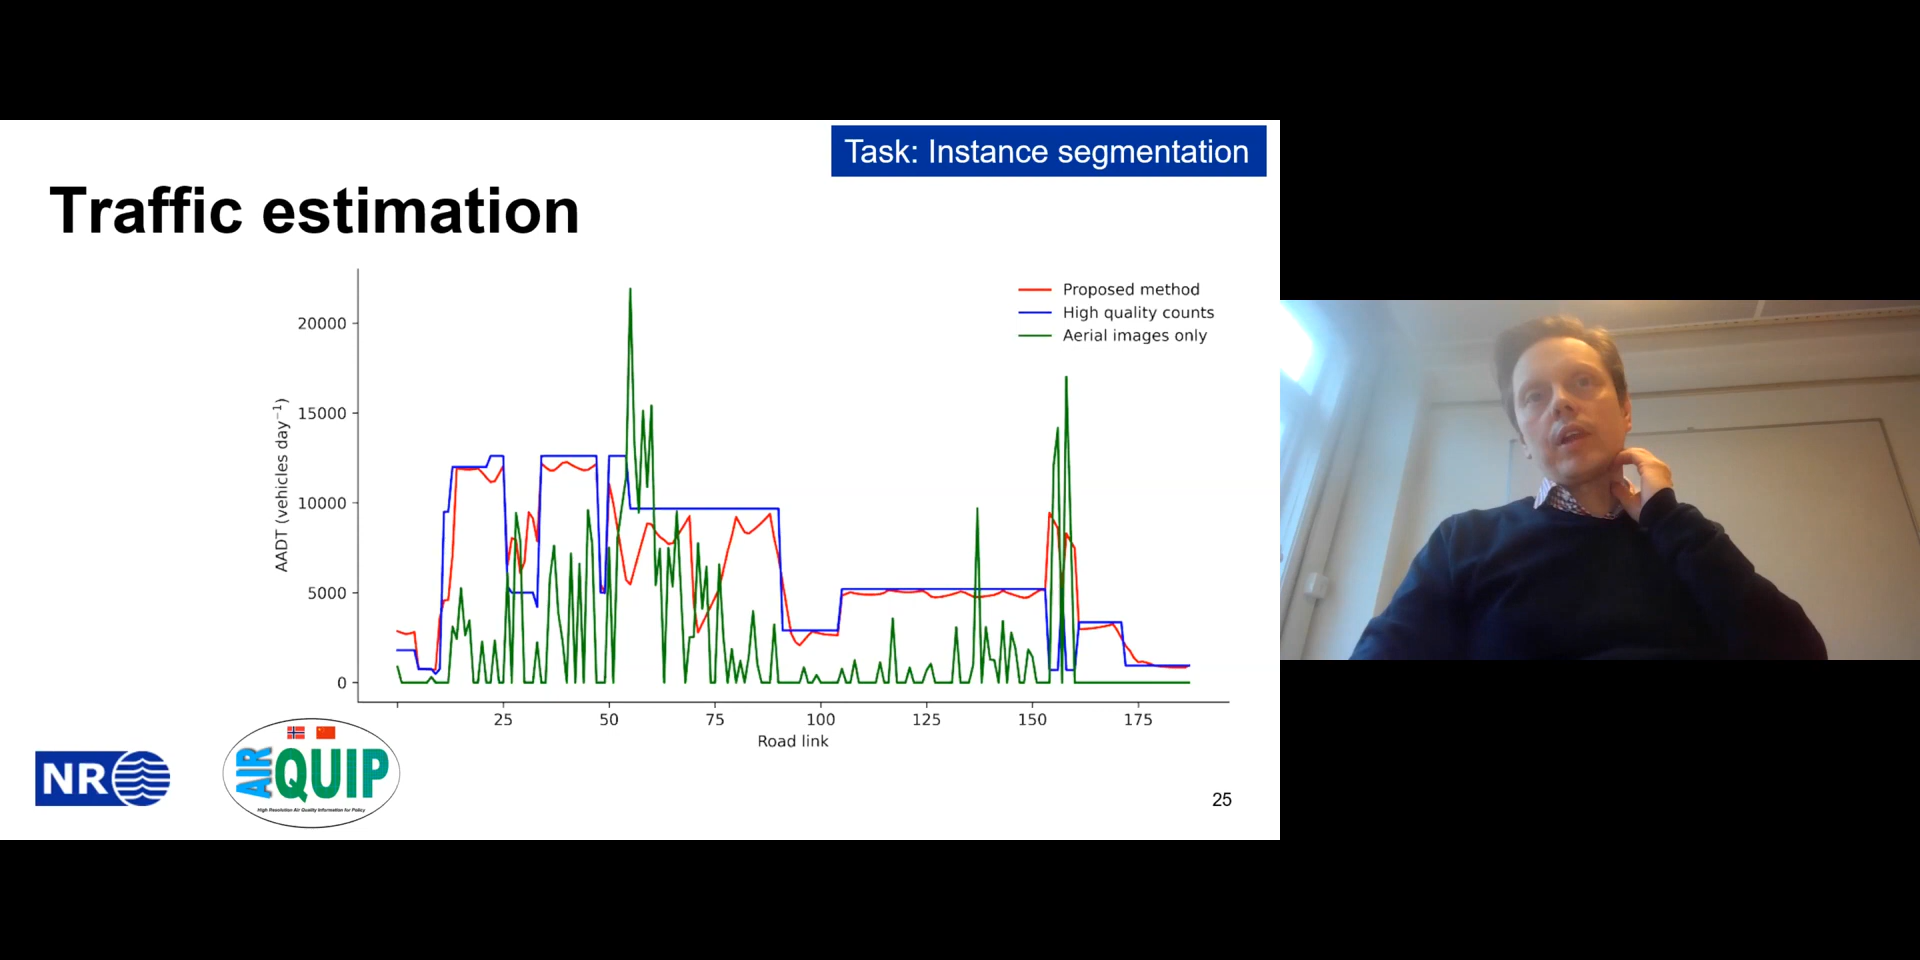 Task: Instance segmentation
Traffic estimation
Proposed method
High quality counts
Aerial images only
AADT (vehicles day⁻¹)
20000
15000
10000
5000
0
25
50
75
100
125
150
175
Road link
NR
AIR
QUIP
High Resolution Air Quality Information for Policy
25